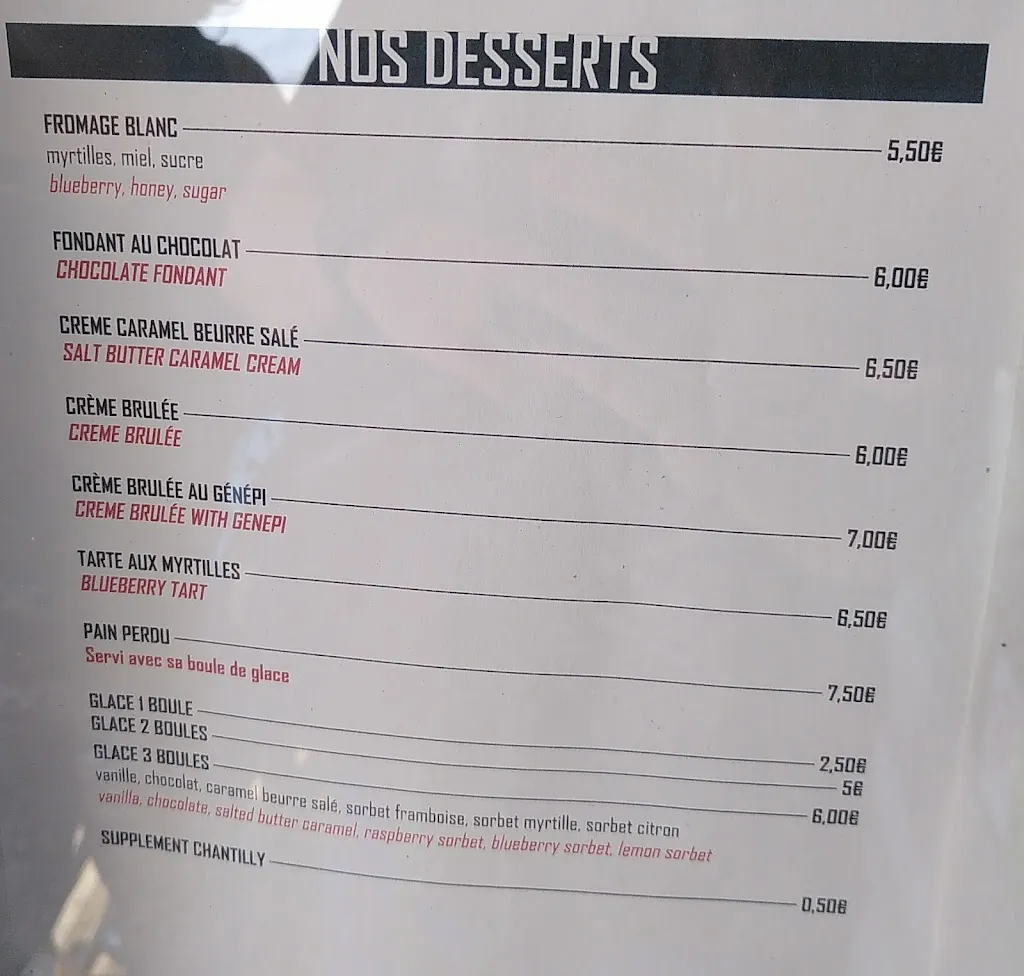 NOS DESSERTS
FROMAGE BLANC 5,50€
myrtilles, miel, sucre
blueberry, honey, sugar
FONDANT AU CHOCOLAT 6,00€
CHOCOLATE FONDANT
CREME CARAMEL BEURRE SALÉ 6,50€
SALT BUTTER CARAMEL CREAM
CRÈME BRULÉE 6,00€
CREME BRULÉE
CRÈME BRULÉE AU GÉNÉPI 7,00€
CREME BRULÉE WITH GENEPI
TARTE AUX MYRTILLES 6,50€
BLUEBERRY TART
PAIN PERDU 7,50€
Servi avec sa boule de glace
GLACE 1 BOULE 2,50€
GLACE 2 BOULES 5€
GLACE 3 BOULES 6,00€
vanille, chocolat, caramel beurre salé, sorbet framboise, sorbet myrtille, sorbet citron
vanilla, chocolate, salted butter caramel, raspberry sorbet, blueberry sorbet, lemon sorbet
SUPPLEMENT CHANTILLY 0,50€